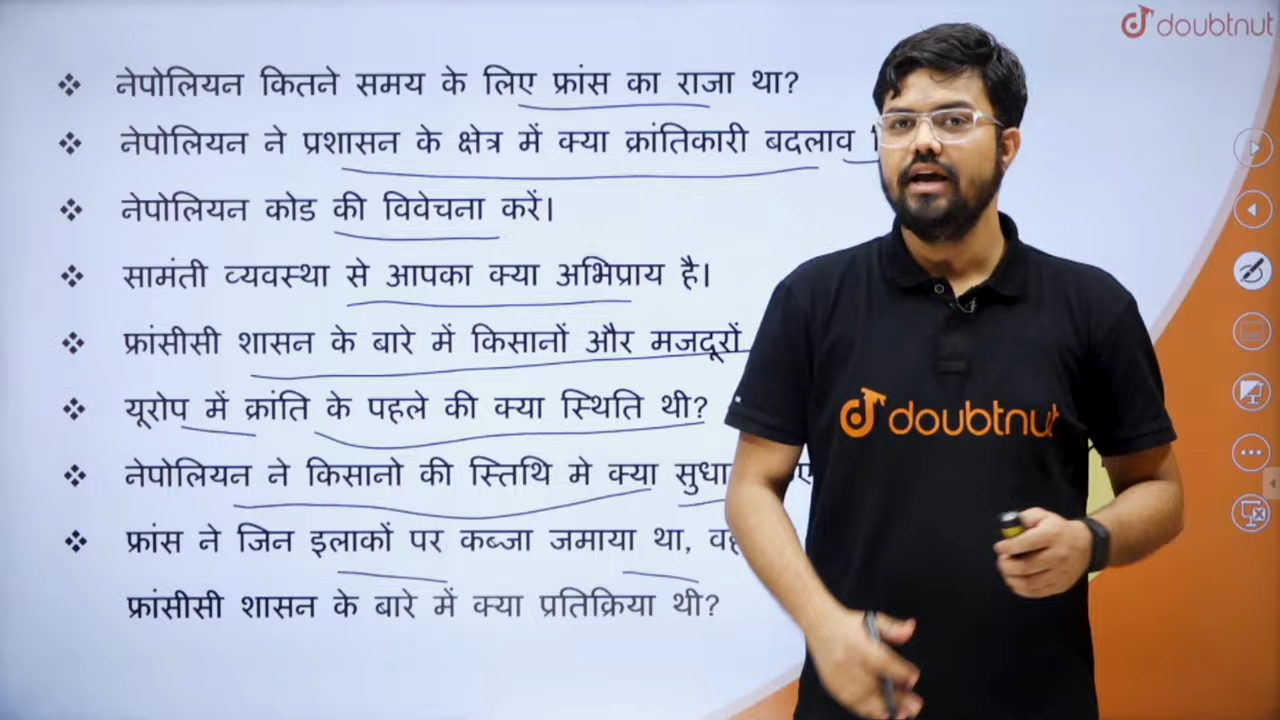 doubtnut
नेपोलियन कितने समय के लिए फ्रांस का राजा था?
नेपोलियन ने प्रशासन के क्षेत्र में क्या क्रांतिकारी बदलाव
नेपोलियन कोड की विवेचना करें।
सामंती व्यवस्था से आपका क्या अभिप्राय है।
फ्रांसीसी शासन के बारे में किसानों और मजदूरों
यूरोप में क्रांति के पहले की क्या स्थिति थी?
नेपोलियन ने किसानो की स्तिथि मे क्या
फ्रांस ने जिन इलाकों पर कब्जा जमाया था,
फ्रांसीसी शासन के बारे में क्या प्रतिक्रिया थी?
doubtnut